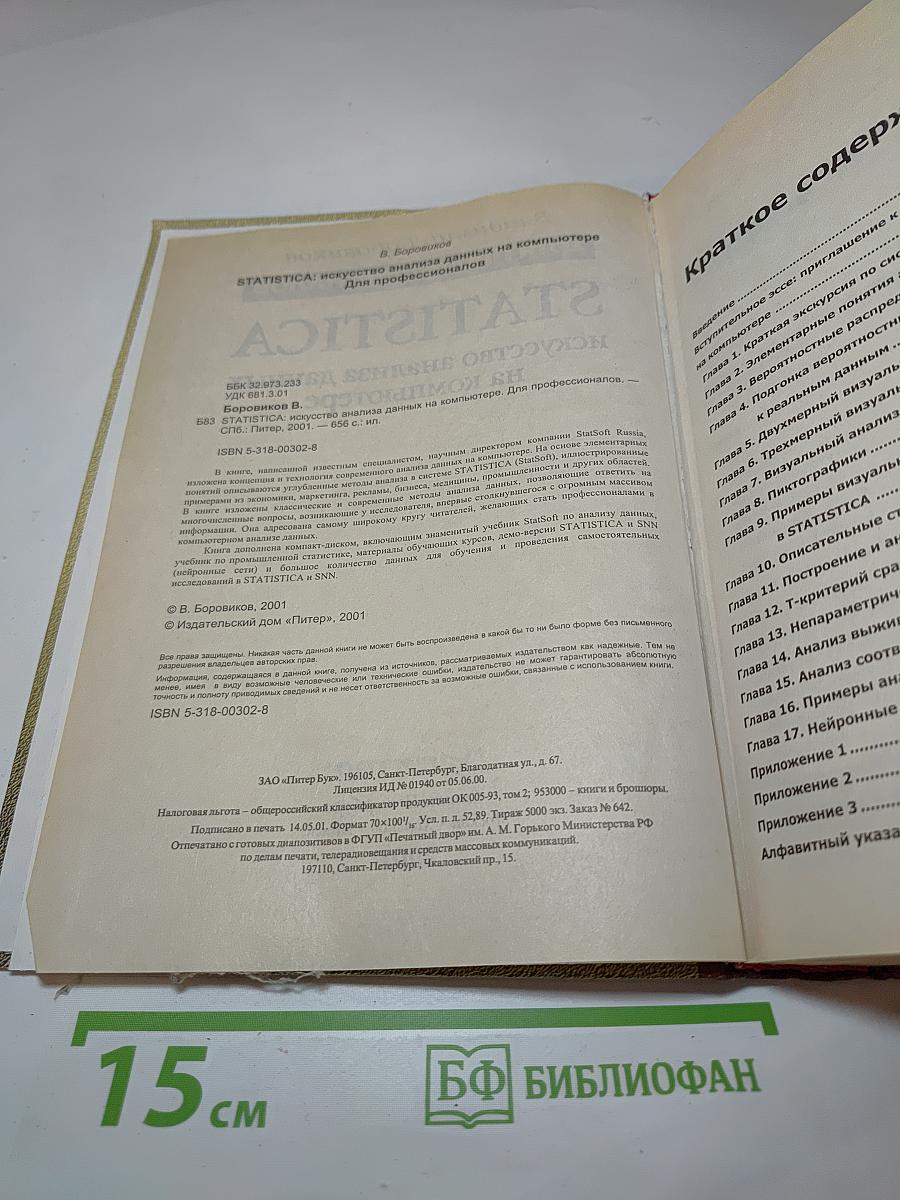 В. Боровиков
STATISTICA: искусство анализа данных на компьютере
Для профессионалов
ББК 32.973.233
УДК 681.3.01
Боровиков В.
Б83 STATISTICA: искусство анализа данных на компьютере. Для профессионалов. —
СПб.: Питер, 2001. — 656 с.: ил.
ISBN 5-318-00302-8
В книге, написанной известным специалистом, научным директором компании StatSoft Russia,
изложена концепция и технология современного анализа данных на компьютере. На основе элементарных
понятий описываются углубленные методы анализа в системе STATISTICA (StatSoft), иллюстрированные
примерами из экономики, маркетинга, рекламы, бизнеса, медицины, промышленности и других областей.
В книге изложены классические и современные методы анализа данных, позволяющие ответить на
многочисленные вопросы, возникающие у исследователя, впервые столкнувшегося с огромным массивом
информации. Она адресована самому широкому кругу читателей, желающих стать профессионалами в
компьютерном анализе данных.
Книга дополнена компакт-диском, включающим знаменитый учебник StatSoft по анализу данных,
учебник по промышленной статистике, материалы обучающих курсов, демо-версии STATISTICA и SNN
(нейронные сети) и большое количество данных для обучения и проведения самостоятельных
исследований в STATISTICA и SNN.
© В. Боровиков, 2001
© Издательский дом «Питер», 2001
Все права защищены. Никакая часть данной книги не может быть воспроизведена в какой бы то ни было форме без письменного
разрешения владельцев авторских прав.
Информация, содержащаяся в данной книге, получена из источников, рассматриваемых издательством как надежные. Тем не
менее, имея в виду возможные человеческие или технические ошибки, издательство не может гарантировать абсолютную
точность и полноту приводимых сведений и не несет ответственность за возможные ошибки, связанные с использованием книги.
ISBN 5-318-00302-8
ЗАО «Питер Бук». 196105, Санкт-Петербург, Благодатная ул., д. 67.
Лицензия ИД № 01940 от 05.06.00.
Налоговая льгота – общероссийский классификатор продукции ОК 005-93, том 2; 953000 – книги и брошюры.
Подписано в печать 14.05.01. Формат 70×100¹/₁₆. Усл. п. л. 52,89. Тираж 5000 экз. Заказ № 642.
Отпечатано с готовых диапозитивов в ФГУП «Печатный двор» им. А. М. Горького Министерства РФ
по делам печати, телерадиовещания и средств массовых коммуникаций.
197110, Санкт-Петербург, Чкаловский пр., 15.
Краткое содерж
Введение
Вступительное эссе: приглашение к
на компьютере
Глава 1. Краткая экскурсия по сис
Глава 2. Элементарные понятия а
Глава 3. Вероятностные распред
Глава 4. Подгонка вероятностны
к реальным данным
Глава 5. Двухмерный визуаль
Глава 6. Трехмерный визуаль
Глава 7. Визуальный анализ
Глава 8. Пиктографики
Глава 9. Примеры визуаль
в STATISTICA
Глава 10. Описательные ст
Глава 11. Построение и ан
Глава 12. T-критерий сра
Глава 13. Непараметрич
Глава 14. Анализ выжив
Глава 15. Анализ соотв
Глава 16. Примеры ана
Глава 17. Нейронные
Приложение 1
Приложение 2
Приложение 3
Алфавитный указа
15 см
БФ БИБЛИОФАН